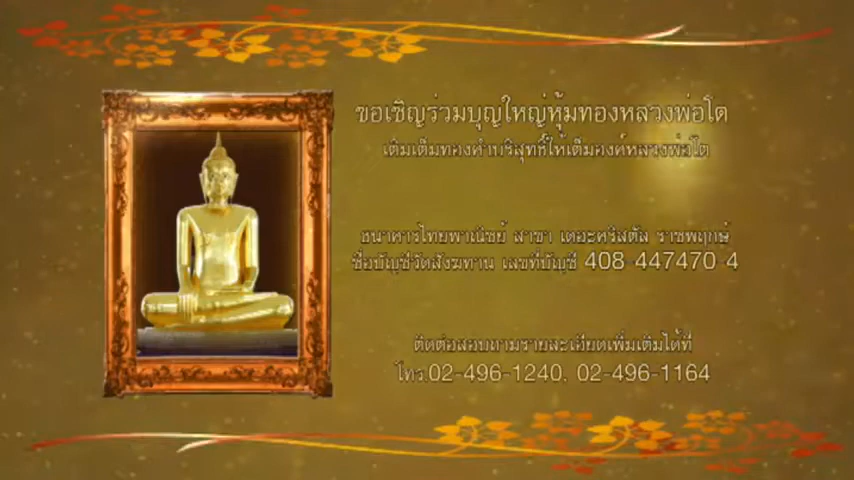 ขอเชิญร่วมบุญใหญ่หุ้มทองหลวงพ่อโต
เติมเต็มทองคำบริสุทธิ์ให้เต็มองค์หลวงพ่อโต
ธนาคารไทยพาณิชย์ สาขา เดอะคริสตัล ราชพฤกษ์
ชื่อบัญชีวัดสังฆทาน เลขที่บัญชี 408-447470-4
ติดต่อสอบถามรายละเอียดเพิ่มเติมได้ที่
โทร.02-496-1240, 02-496-1164